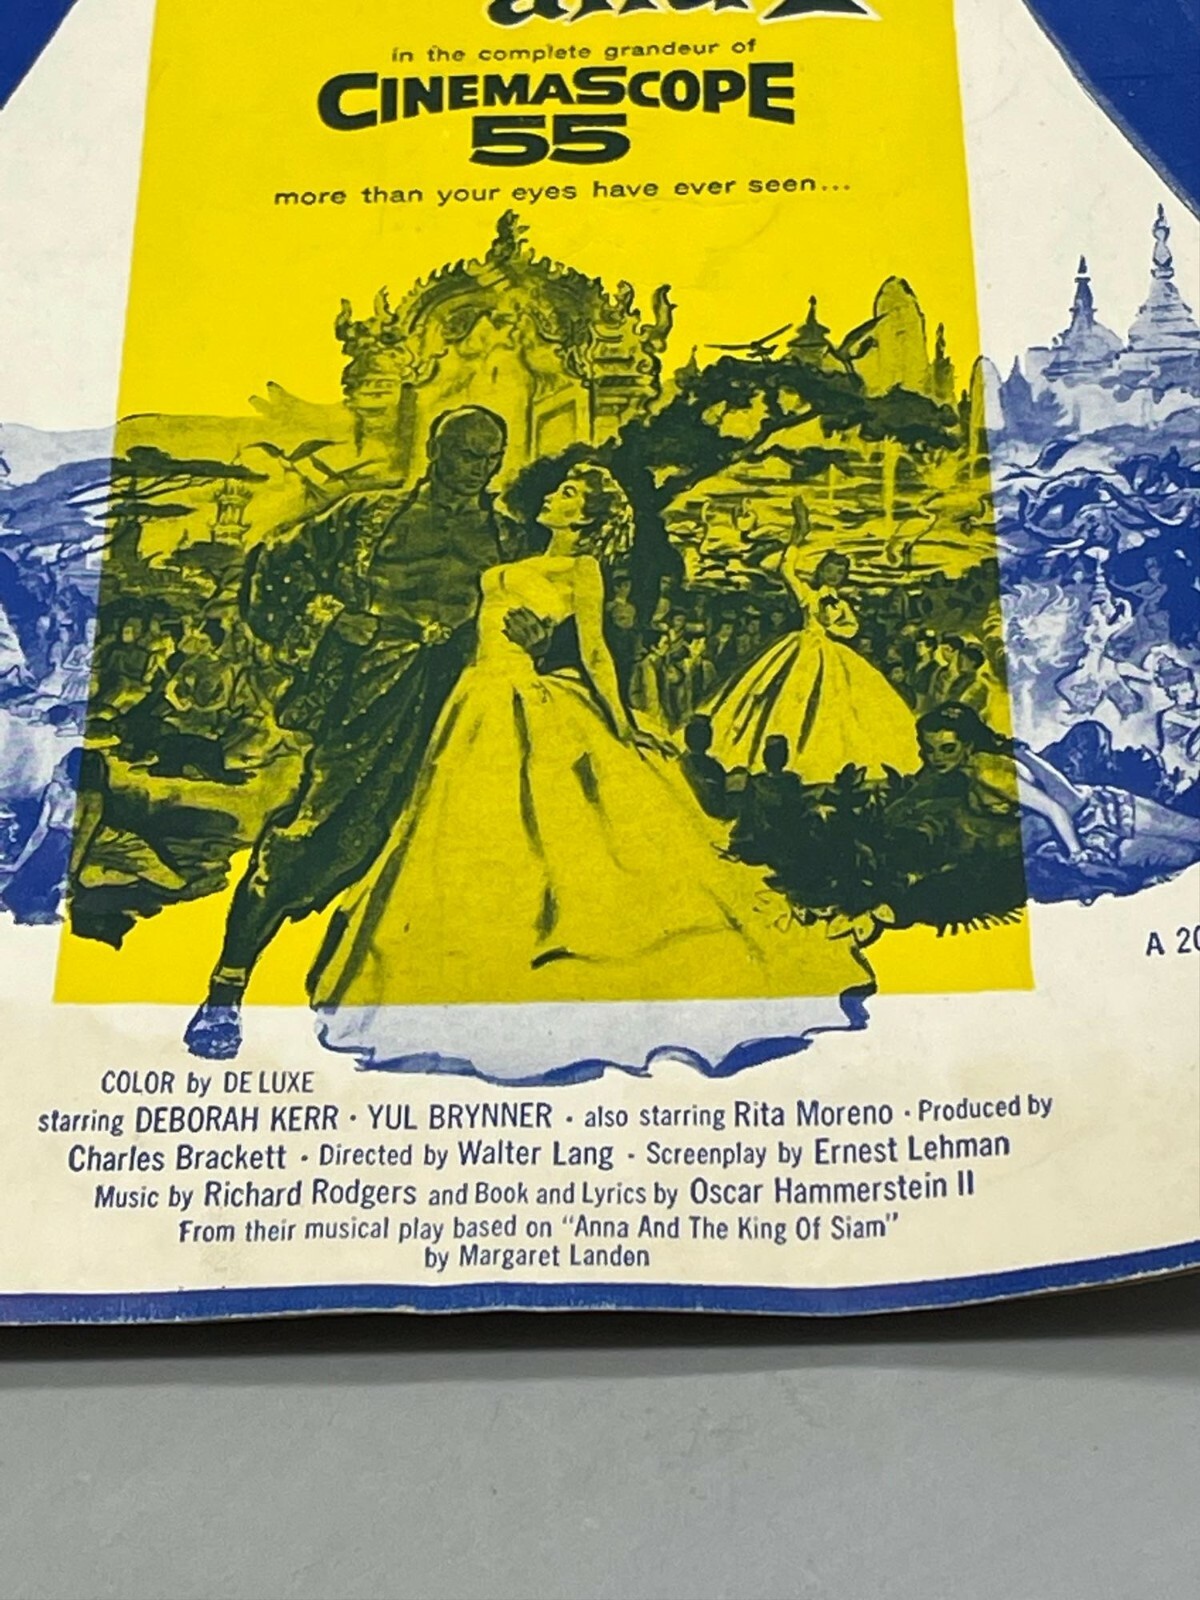 and I
in the complete grandeur of
CINEMASCOPE
55
more than your eyes have ever seen...
A 20
COLOR by DE LUXE
starring DEBORAH KERR · YUL BRYNNER · also starring Rita Moreno · Produced by
Charles Brackett · Directed by Walter Lang · Screenplay by Ernest Lehman
Music by Richard Rodgers and Book and Lyrics by Oscar Hammerstein II
From their musical play based on "Anna And The King Of Siam"
by Margaret Landon